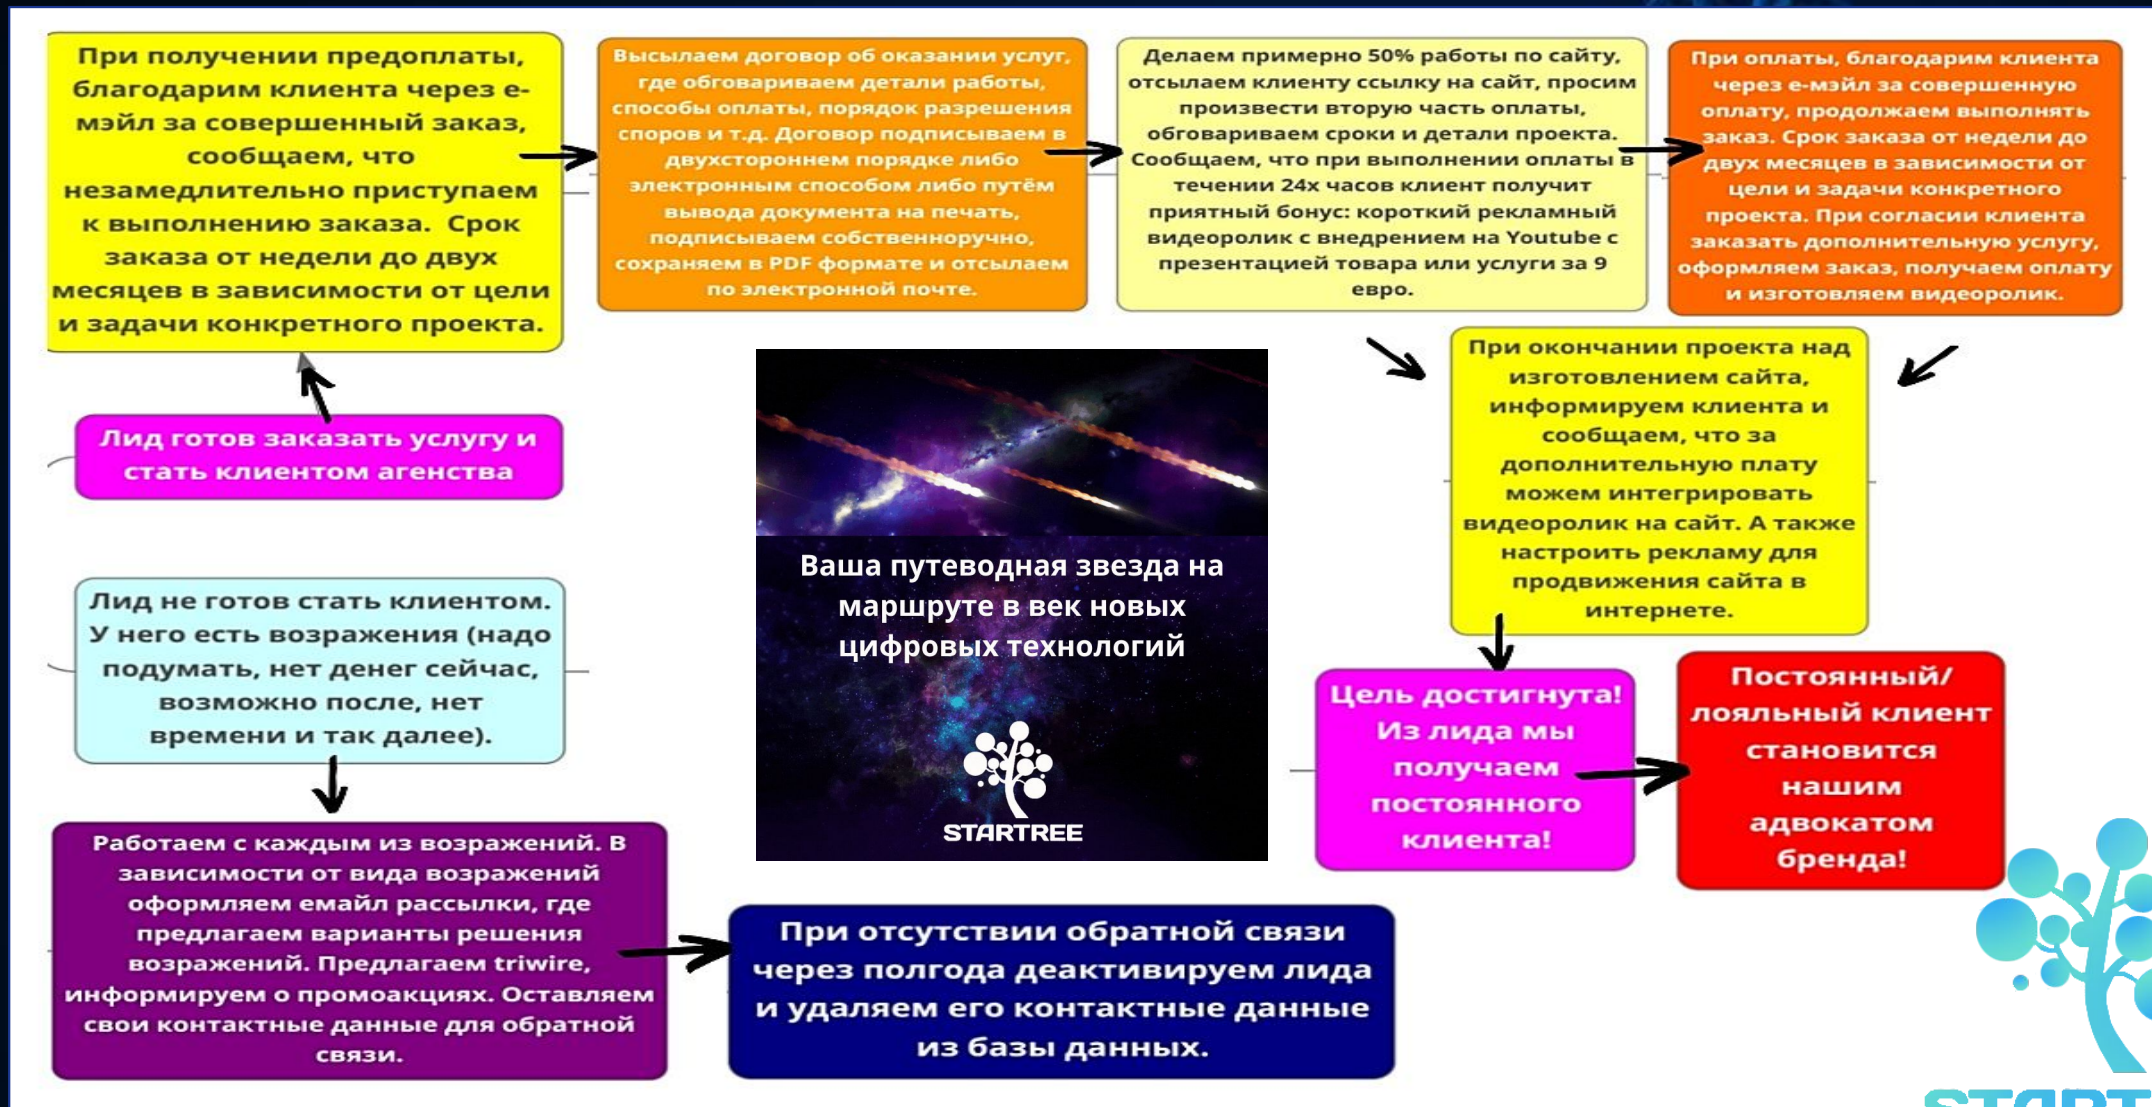 При получении предоплаты,
благодарим клиента через е-
мэйл за совершенный заказ,
сообщаем, что
незамедлительно приступаем
к выполнению заказа. Срок
заказа от недели до двух
месяцев в зависимости от цели
и задачи конкретного проекта.
Высылаем договор об оказании услуг,
где обговариваем детали работы,
способы оплаты, порядок разрешения
споров и т.д. Договор подписываем в
двухстороннем порядке либо
электронным способом либо путём
вывода документа на печать,
подписываем собственноручно,
сохраняем в PDF формате и отсылаем
по электронной почте.
Делаем примерно 50% работы по сайту,
отсылаем клиенту ссылку на сайт, просим
произвести вторую часть оплаты,
обговариваем сроки и детали проекта.
Сообщаем, что при выполнении оплаты в
течении 24х часов клиент получит
приятный бонус: короткий рекламный
видеоролик с внедрением на Youtube с
презентацией товара или услуги за 9
евро.
При оплаты, благодарим клиента
через е-мэйл за совершенную
оплату, продолжаем выполнять
заказ. Срок заказа от недели до
двух месяцев в зависимости от
цели и задачи конкретного
проекта. При согласии клиента
заказать дополнительную услугу,
оформляем заказ, получаем оплату
и изготовляем видеоролик.
При окончании проекта над
изготовлением сайта,
информируем клиента и
сообщаем, что за
дополнительную плату
можем интегрировать
видеоролик на сайт. А также
настроить рекламу для
продвижения сайта в
интернете.
Лид готов заказать услугу и
стать клиентом агенства
Лид не готов стать клиентом.
У него есть возражения (надо
подумать, нет денег сейчас,
возможно после, нет
времени и так далее).
Ваша путеводная звезда на
маршруте в век новых
цифровых технологий
STARTREE
Цель достигнута!
Из лида мы
получаем
постоянного
клиента!
Постоянный/
лояльный клиент
становится
нашим
адвокатом
бренда!
Работаем с каждым из возражений. В
зависимости от вида возражений
оформляем емайл рассылки, где
предлагаем варианты решения
возражений. Предлагаем triwire,
информируем о промоакциях. Оставляем
свои контактные данные для обратной
связи.
При отсутствии обратной связи
через полгода деактивируем лида
и удаляем его контактные данные
из базы данных.